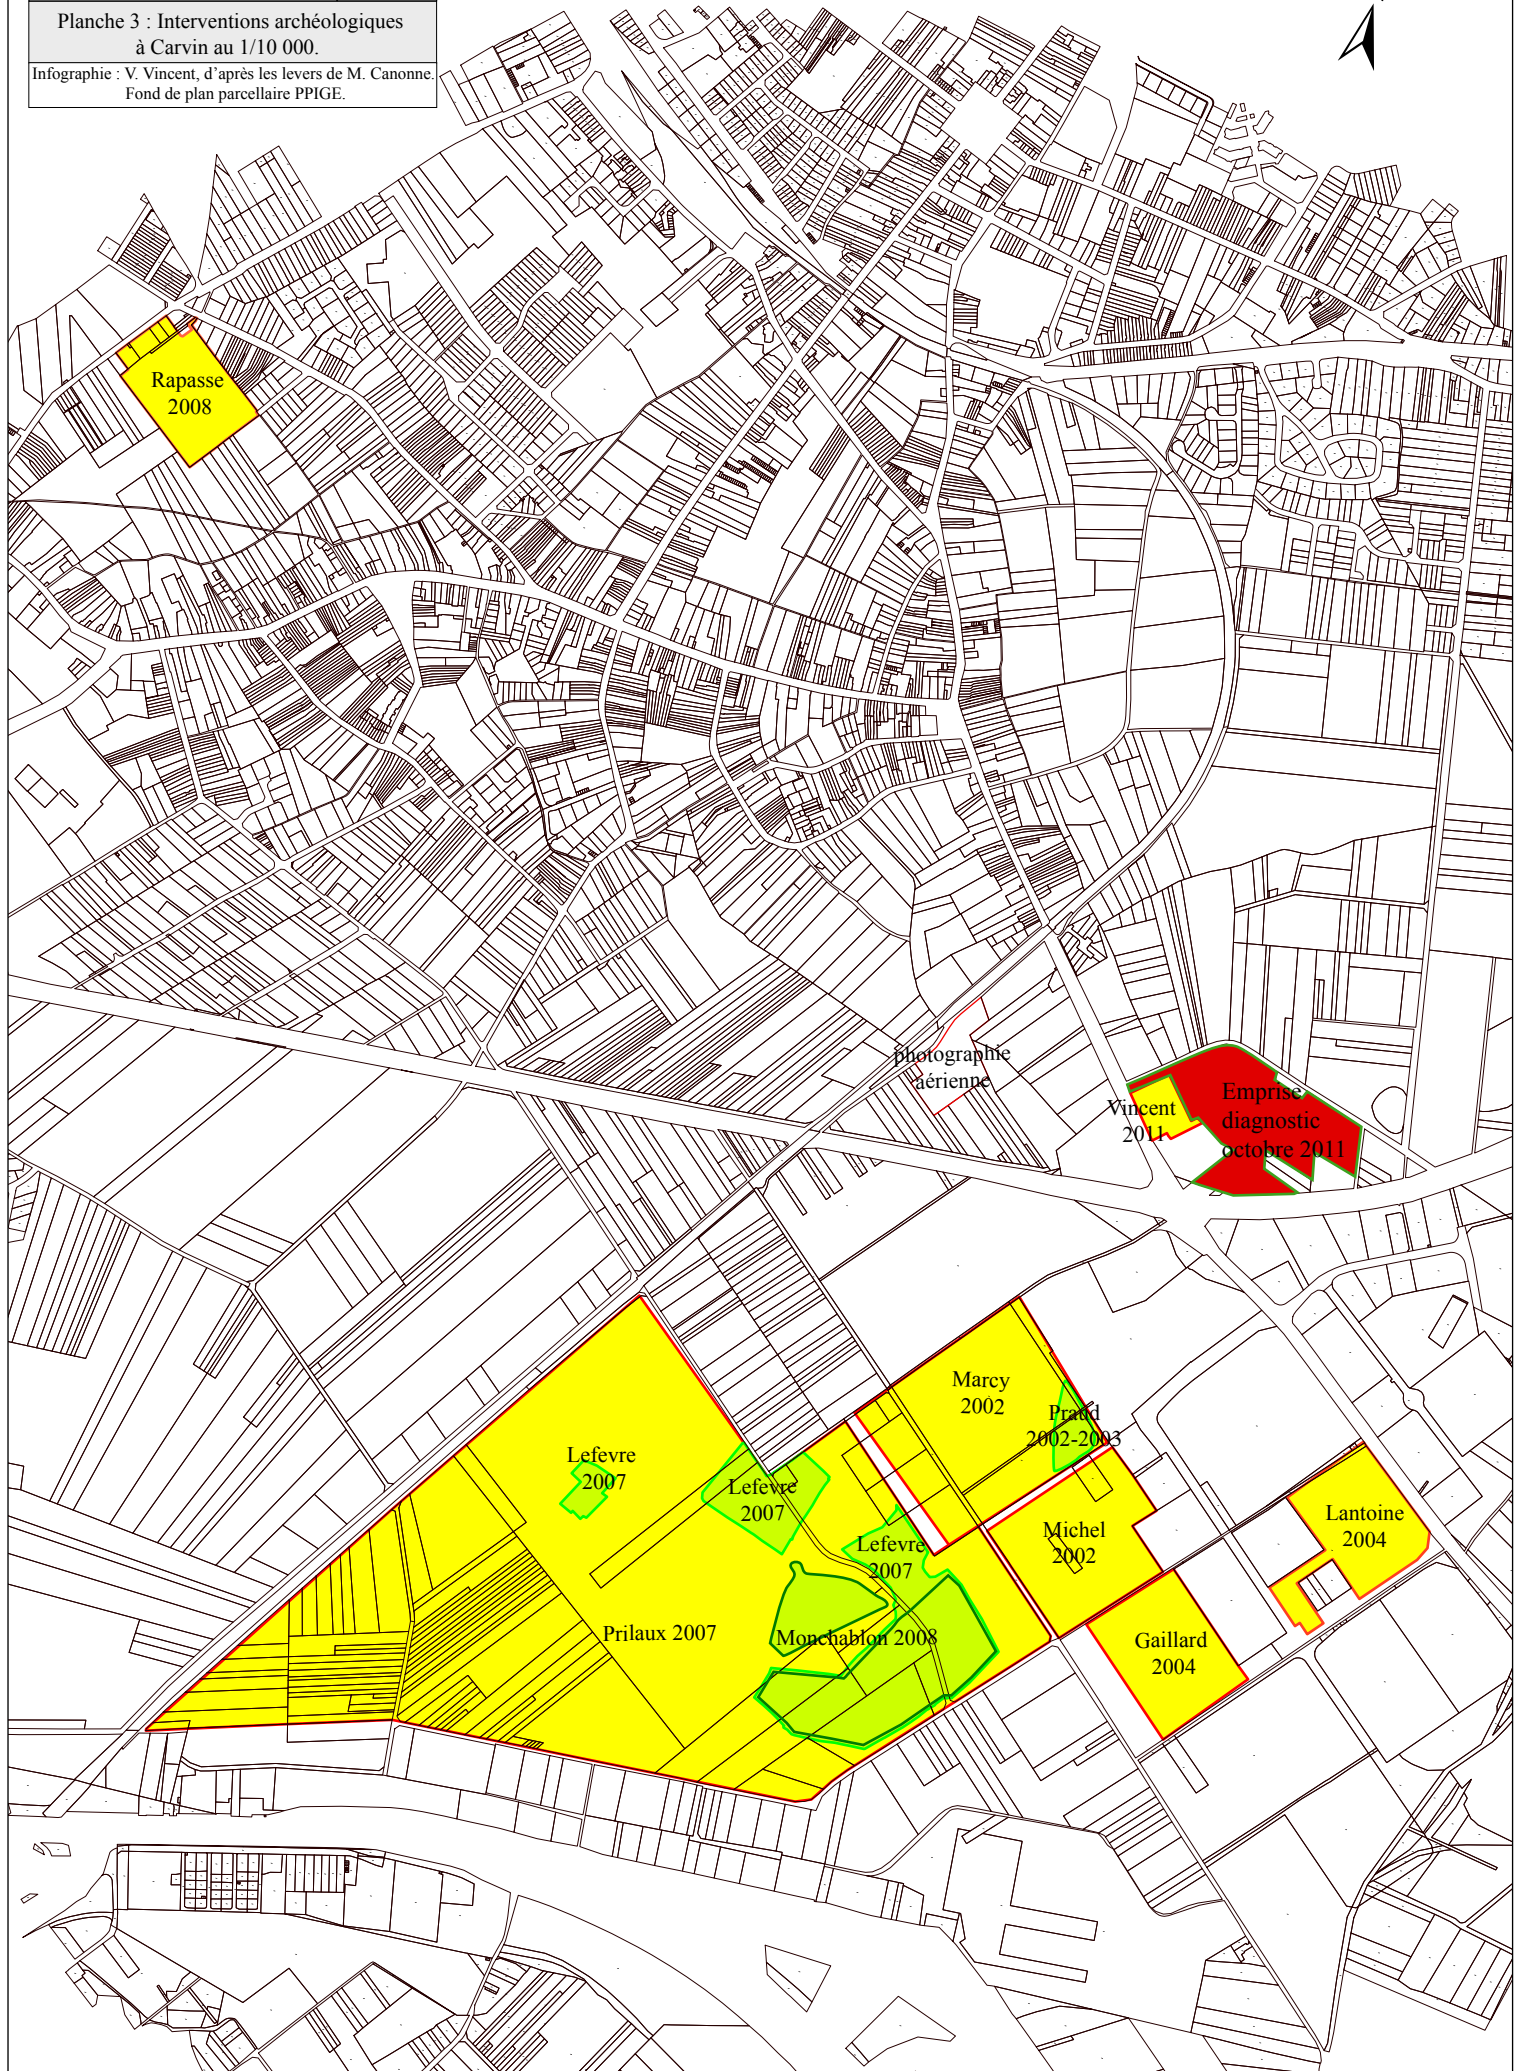 Planche 3 : Interventions archéologiques
à Carvin au 1/10 000.
Infographie : V. Vincent, d'après les levers de M. Canonne.
Fond de plan parcellaire PPIGE.
Rapasse
2008
photographie
aérienne
Vincent
2011
Emprise
diagnostic
octobre 2011
Marcy
2002
Praud
2002-2003
Lefevre
2007
Lefevre
2007
Lefevre
2007
Michel
2002
Lantoine
2004
Prilaux 2007
Monchablon 2008
Gaillard
2004